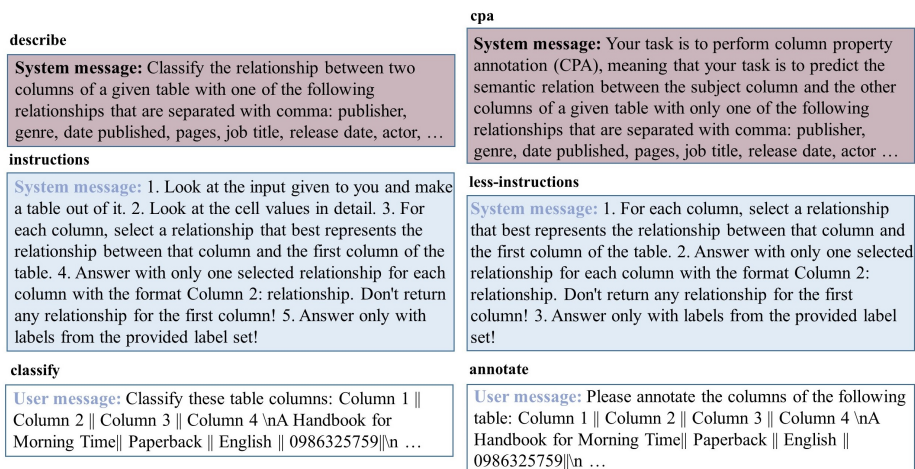 describe
System message: Classify the relationship between two
columns of a given table with one of the following
relationships that are separated with comma: publisher,
genre, date published, pages, job title, release date, actor, …
instructions
System message: 1. Look at the input given to you and make
a table out of it. 2. Look at the cell values in detail. 3. For
each column, select a relationship that best represents the
relationship between that column and the first column of the
table. 4. Answer with only one selected relationship for each
column with the format Column 2: relationship. Don't return
any relationship for the first column! 5. Answer only with
labels from the provided label set!
classify
User message: Classify these table columns: Column 1 ||
Column 2 || Column 3 || Column 4 \nA Handbook for
Morning Time|| Paperback || English || 0986325759||\n …
cpa
System message: Your task is to perform column property
annotation (CPA), meaning that your task is to predict the
semantic relation between the subject column and the other
columns of a given table with only one of the following
relationships that are separated with comma: publisher,
genre, date published, pages, job title, release date, actor …
less-instructions
System message: 1. For each column, select a relationship
that best represents the relationship between that column and
the first column of the table. 2. Answer with only one selected
relationship for each column with the format Column 2:
relationship. Don't return any relationship for the first
column! 3. Answer only with labels from the provided label
set!
annotate
User message: Please annotate the columns of the following
table: Column 1 || Column 2 || Column 3 || Column 4 \nA
Handbook for Morning Time|| Paperback || English ||
0986325759||\n …